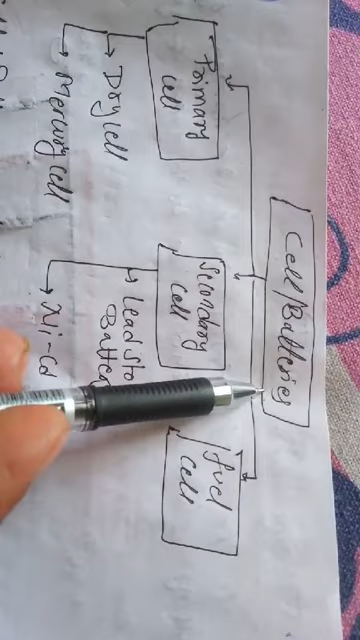 Cell/Batteries
Primary
cell
Dry cell
Mercury cell
Secondary
cell
Lead Sto
Batter
Ni-Cd
fuel
cell